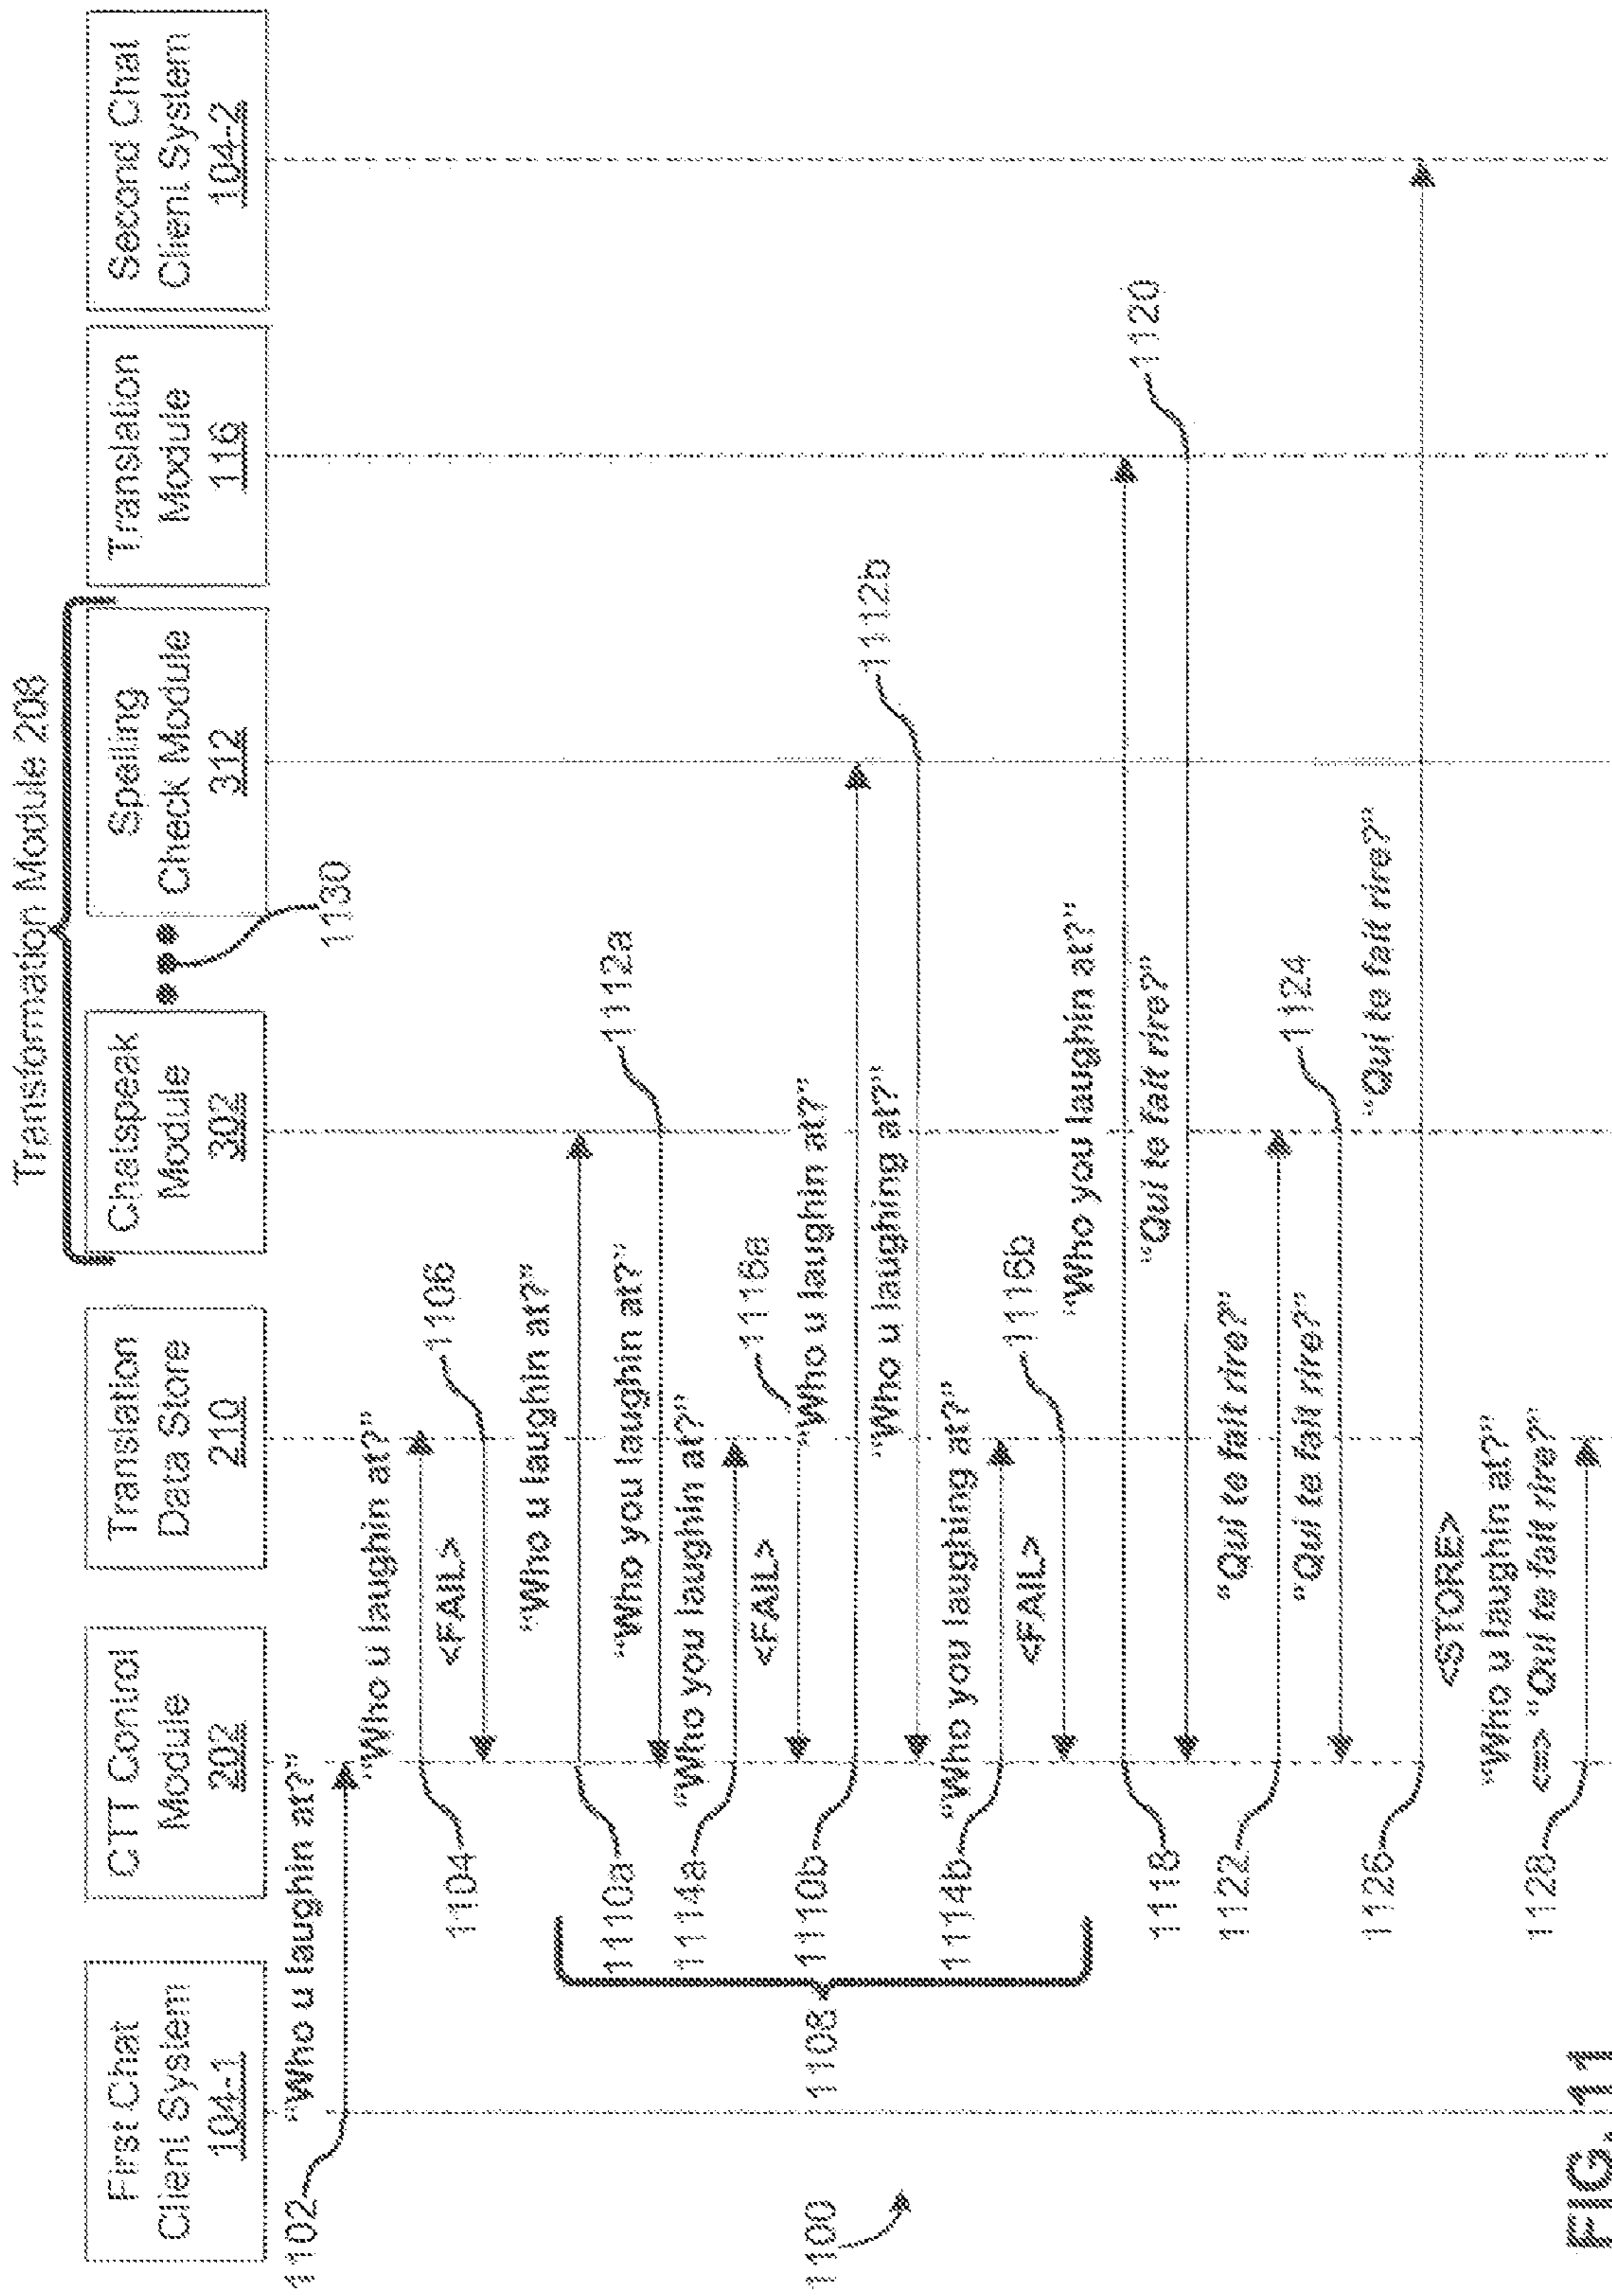 Transformation Module 208
First Chat
Client System
104-1
CTT Control
Module
202
Translation
Data Store
210
Chatspeak
Module
302
Spelling
Check Module
312
Translation
Module
116
Second Chat
Client System
104-2
1130
1102
"Who u laughin at?"
"Who u laughin at?"
1104
<FAIL>
1106
"Who u laughin at?"
1110a
"Who you laughin at?"
1112a
"Who you laughin at?"
1114a
<FAIL>
1116a
"Who u laughin at?"
1110b
"Who u laughing at?"
1112b
"Who you laughing at?"
1114b
<FAIL>
1116b
1108
"Who you laughin at?"
1118
"Qui te fait rire?"
1120
"Qui te fait rire?"
1122
"Qui te fait rire?"
1124
"Qui te fait rire?"
1126
<STORE>
"Who u laughin at?"
<=> "Qui te fait rire?"
1128
1100
FIG. 11